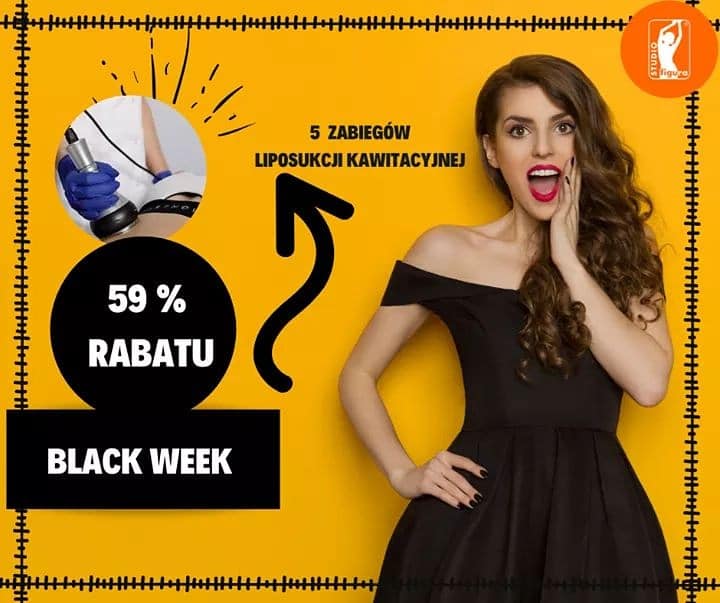 STUDIO
figura
5 ZABIEGÓW
LIPOSUKCJI KAWITACYJNEJ
59 %
RABATU
BLACK WEEK